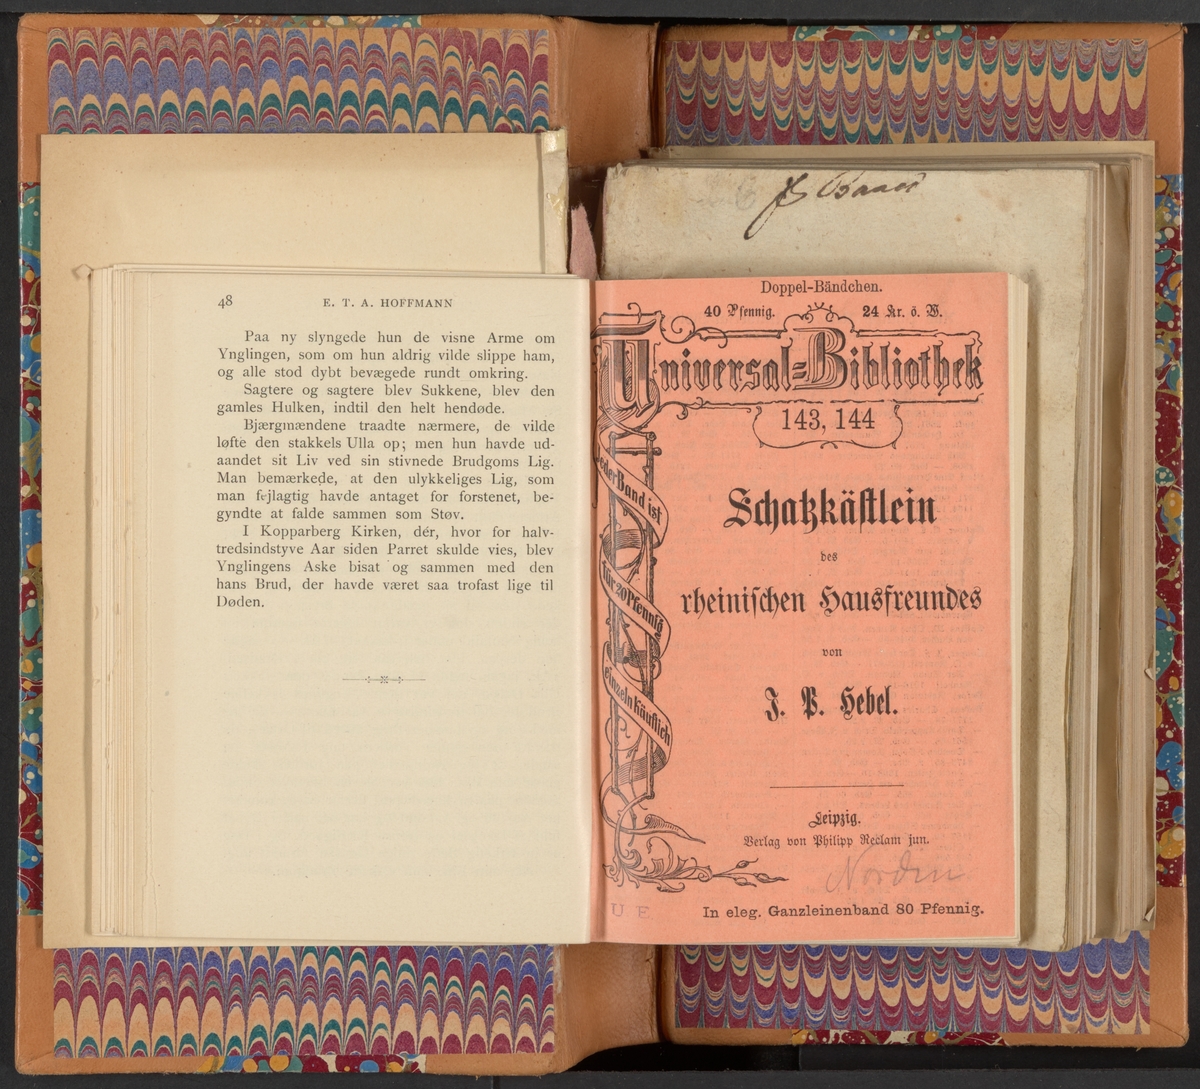 48
E. T. A. HOFFMANN
Paa ny slyngede hun de visne Arme om
Ynglingen, som om hun aldrig vilde slippe ham,
og alle stod dybt bevægede rundt omkring.
Sagtere og sagtere blev Sukkene, blev den
gamles Hulken, indtil den helt hendøde.
Bjærgmændene traadte nærmere, de vilde
løfte den stakkels Ulla op; men hun havde ud-
aandet sit Liv ved sin stivnede Brudgoms Lig.
Man bemærkede, at den ulykkeliges Lig, som
man fejlagtig havde antaget for forstenet, be-
gyndte at falde sammen som Støv.
I Kopparberg Kirken, dér, hvor for halv-
tredsindstyve Aar siden Parret skulde vies, blev
Ynglingens Aske bisat og sammen med den
hans Brud, der havde været saa trofast lige til
Døden.
Doppel-Bändchen.
40 Pfennig. 24 Kr. ö. W.
Universal-Bibliothek
143, 144
Jeder Band ist
für 20 Pfennig
einzeln käuflich
Schatzkästlein
des
rheinischen Hausfreundes
von
J. P. Hebel.
Leipzig.
Verlag von Philipp Reclam jun.
Norden
U E
In eleg. Ganzleinenband 80 Pfennig.